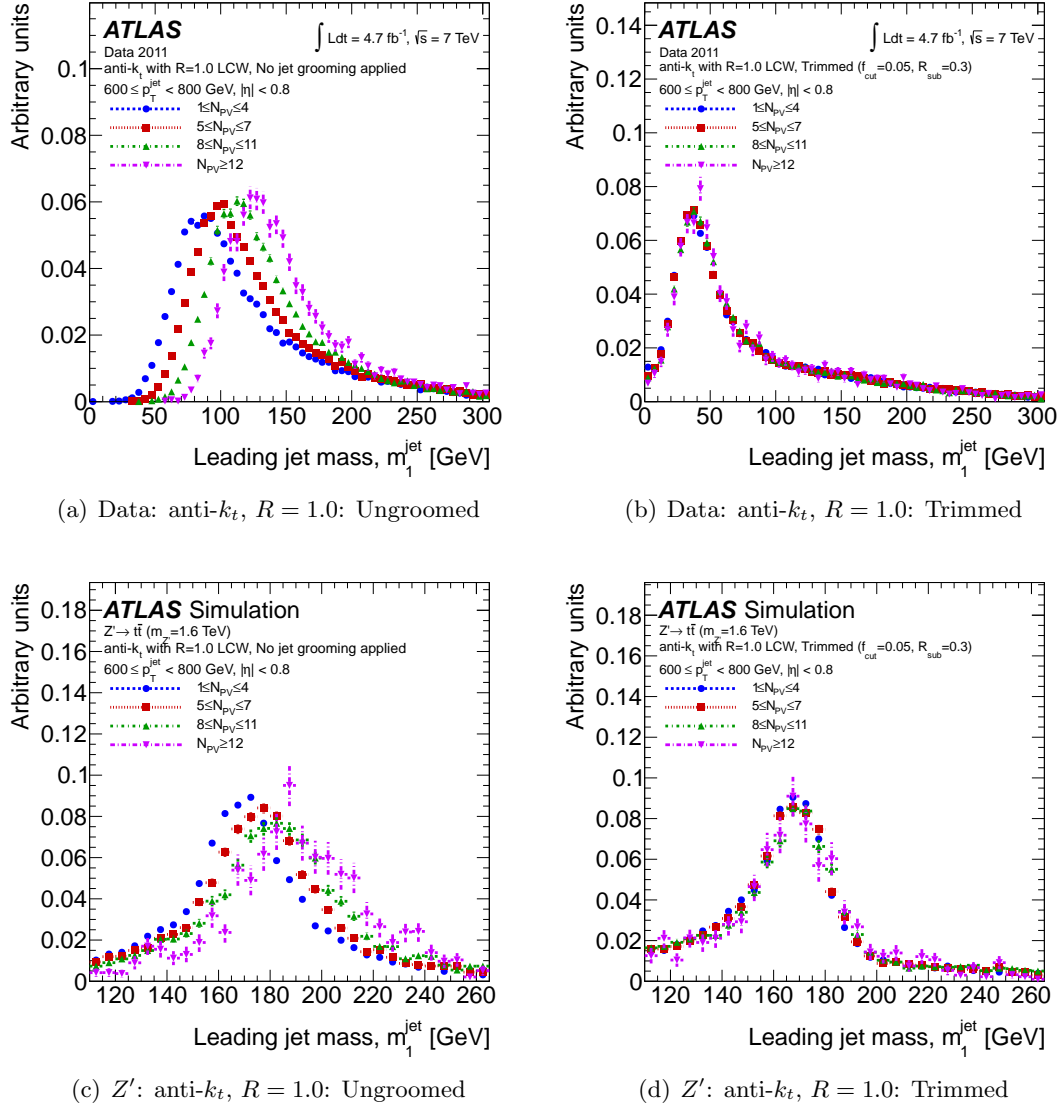 Arbitrary units
ATLAS
∫ Ldt = 4.7 fb⁻¹, √s = 7 TeV
Data 2011
anti-kₜ with R=1.0 LCW, No jet grooming applied
600 ≤ p_T^jet < 800 GeV, |η| < 0.8
1≤N_PV≤4
5≤N_PV≤7
8≤N_PV≤11
N_PV≥12
0.1
0.08
0.06
0.04
0.02
0
0 50 100 150 200 250 300
Leading jet mass, m₁^jet [GeV]
(a) Data: anti-kₜ, R = 1.0: Ungroomed
Arbitrary units
ATLAS
∫ Ldt = 4.7 fb⁻¹, √s = 7 TeV
Data 2011
anti-kₜ with R=1.0 LCW, Trimmed (f_cut=0.05, R_sub=0.3)
600 ≤ p_T^jet < 800 GeV, |η| < 0.8
1≤N_PV≤4
5≤N_PV≤7
8≤N_PV≤11
N_PV≥12
0.14
0.12
0.1
0.08
0.06
0.04
0.02
0
0 50 100 150 200 250 300
Leading jet mass, m₁^jet [GeV]
(b) Data: anti-kₜ, R = 1.0: Trimmed
Arbitrary units
ATLAS Simulation
Z'→ tt̄ (m_Z'=1.6 TeV)
anti-kₜ with R=1.0 LCW, No jet grooming applied
600 ≤ p_T^jet < 800 GeV, |η| < 0.8
1≤N_PV≤4
5≤N_PV≤7
8≤N_PV≤11
N_PV≥12
0.18
0.16
0.14
0.12
0.1
0.08
0.06
0.04
0.02
0
120 140 160 180 200 220 240 260
Leading jet mass, m₁^jet [GeV]
(c) Z′: anti-kₜ, R = 1.0: Ungroomed
Arbitrary units
ATLAS Simulation
Z'→ tt̄ (m_Z'=1.6 TeV)
anti-kₜ with R=1.0 LCW, Trimmed (f_cut=0.05, R_sub=0.3)
600 ≤ p_T^jet < 800 GeV, |η| < 0.8
1≤N_PV≤4
5≤N_PV≤7
8≤N_PV≤11
N_PV≥12
0.18
0.16
0.14
0.12
0.1
0.08
0.06
0.04
0.02
0
120 140 160 180 200 220 240 260
Leading jet mass, m₁^jet [GeV]
(d) Z′: anti-kₜ, R = 1.0: Trimmed